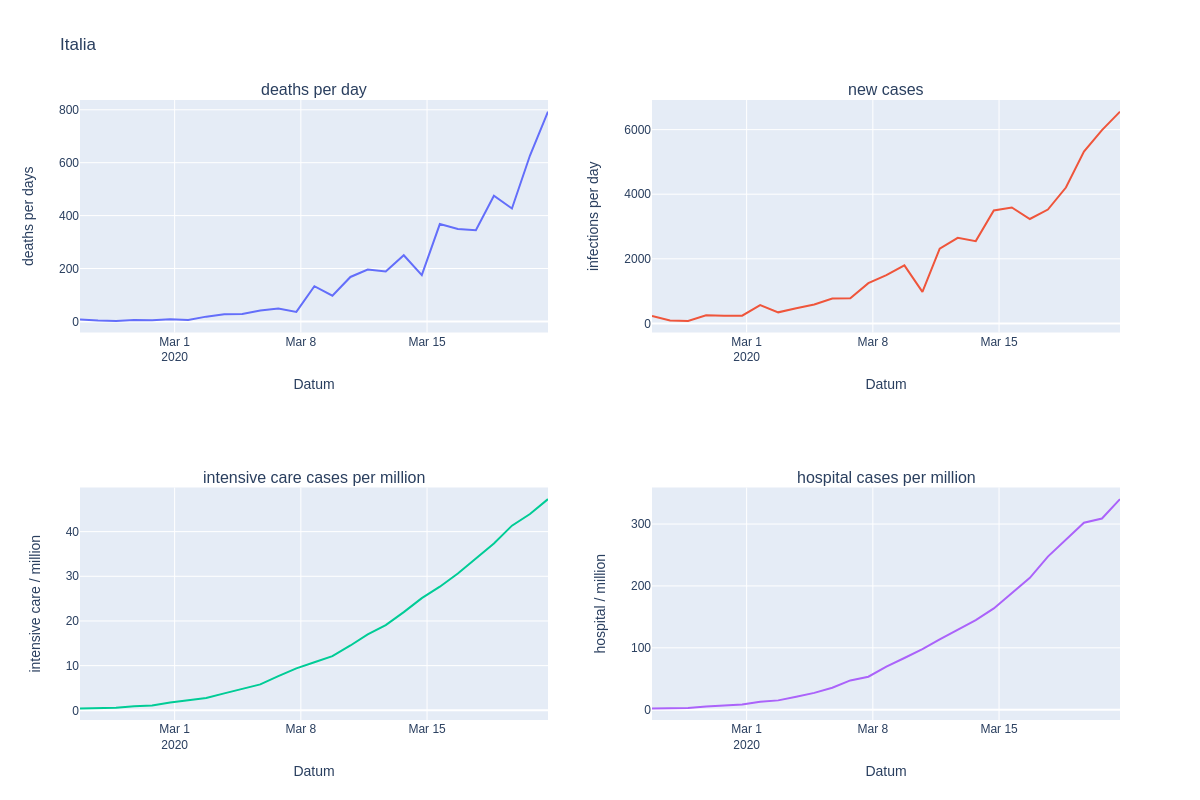 Italia
deaths per day
deaths per days
800
600
400
200
0
Mar 1
2020
Mar 8
Mar 15
Datum
new cases
infections per day
6000
4000
2000
0
Mar 1
2020
Mar 8
Mar 15
Datum
intensive care cases per million
intensive care / million
40
30
20
10
0
Mar 1
2020
Mar 8
Mar 15
Datum
hospital cases per million
hospital / million
300
200
100
0
Mar 1
2020
Mar 8
Mar 15
Datum